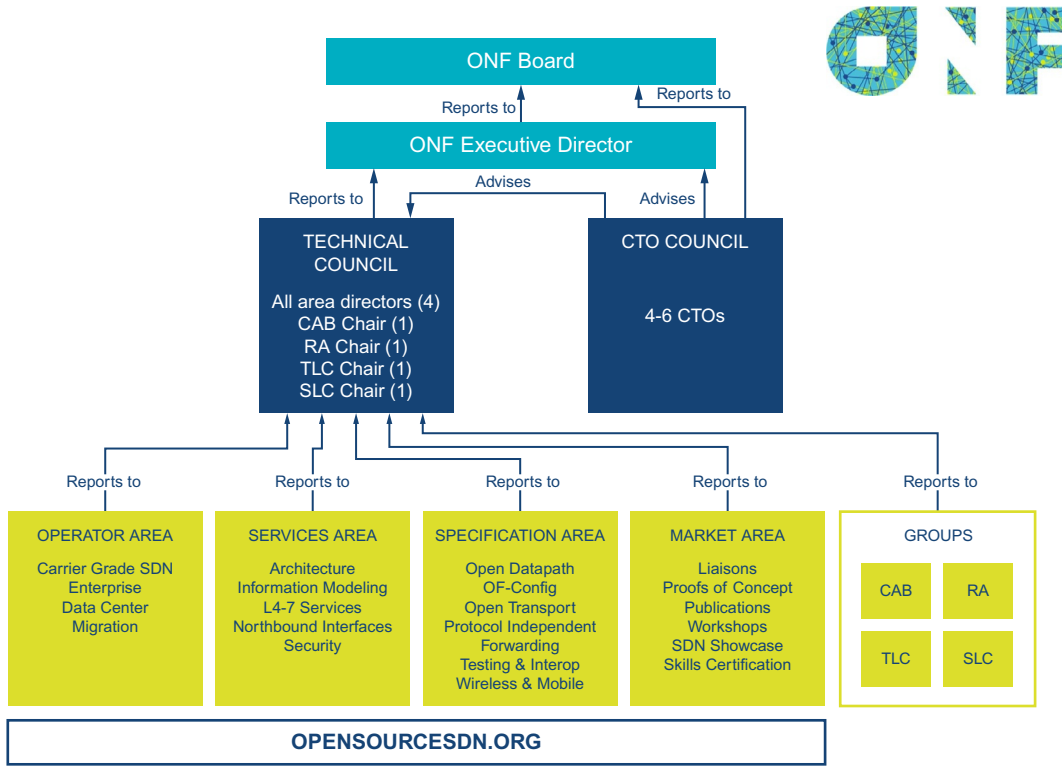 ONF
ONF Board
Reports to
Reports to
ONF Executive Director
Reports to
Advises
Advises
TECHNICAL
COUNCIL
All area directors (4)
CAB Chair (1)
RA Chair (1)
TLC Chair (1)
SLC Chair (1)
CTO COUNCIL
4-6 CTOs
Reports to
Reports to
Reports to
Reports to
Reports to
OPERATOR AREA
Carrier Grade SDN
Enterprise
Data Center
Migration
SERVICES AREA
Architecture
Information Modeling
L4-7 Services
Northbound Interfaces
Security
SPECIFICATION AREA
Open Datapath
OF-Config
Open Transport
Protocol Independent
Forwarding
Testing & Interop
Wireless & Mobile
MARKET AREA
Liaisons
Proofs of Concept
Publications
Workshops
SDN Showcase
Skills Certification
GROUPS
CAB
RA
TLC
SLC
OPENSOURCESDN.ORG